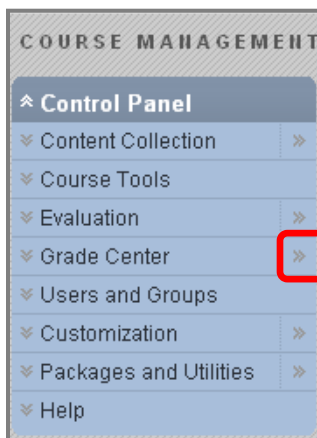 COURSE MANAGEMENT
Control Panel
Content Collection
Course Tools
Evaluation
Grade Center
Users and Groups
Customization
Packages and Utilities
Help